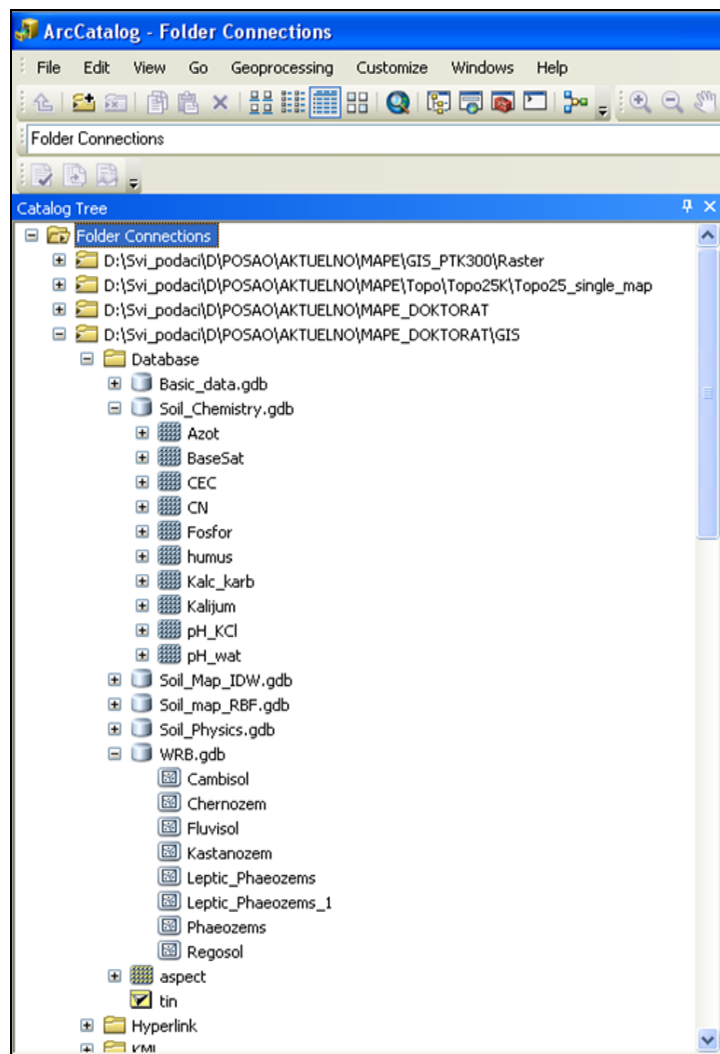 ArcCatalog - Folder Connections
File Edit View Go Geoprocessing Customize Windows Help
Folder Connections
Catalog Tree
Folder Connections
D:\Svi_podaci\D\POSAO\AKTUELNO\MAPE\GIS_PTK300\Raster
D:\Svi_podaci\D\POSAO\AKTUELNO\MAPE\Topo\Topo25K\Topo25_single_map
D:\Svi_podaci\D\POSAO\AKTUELNO\MAPE_DOKTORAT
D:\Svi_podaci\D\POSAO\AKTUELNO\MAPE_DOKTORAT\GIS
Database
Basic_data.gdb
Soil_Chemistry.gdb
Azot
BaseSat
CEC
CN
Fosfor
humus
Kalc_karb
Kalijum
pH_KCl
pH_wat
Soil_Map_IDW.gdb
Soil_map_RBF.gdb
Soil_Physics.gdb
WRB.gdb
Cambisol
Chernozem
Fluvisol
Kastanozem
Leptic_Phaeozems
Leptic_Phaeozems_1
Phaeozems
Regosol
aspect
tin
Hyperlink
KML